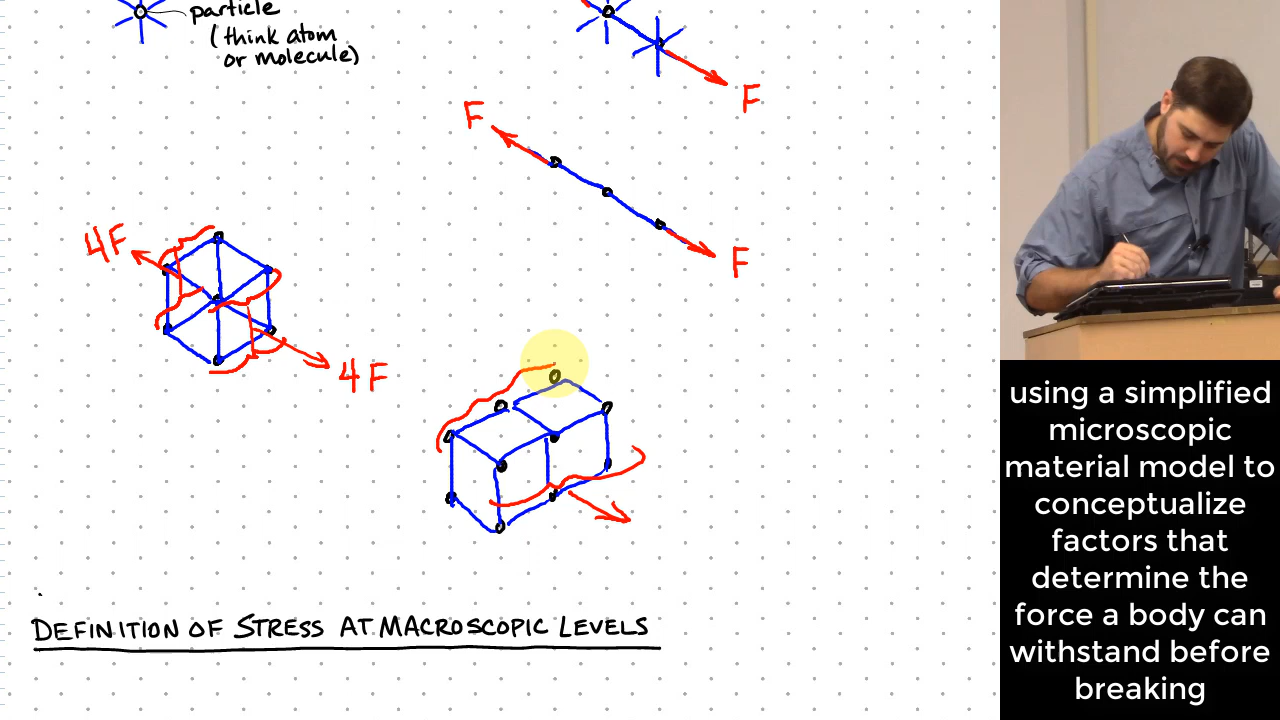 particle
(think atom
or molecule)
F
F
F
4F
4F
DEFINITION OF STRESS AT MACROSCOPIC LEVELS
using a simplified
microscopic
material model to
conceptualize
factors that
determine the
force a body can
withstand before
breaking